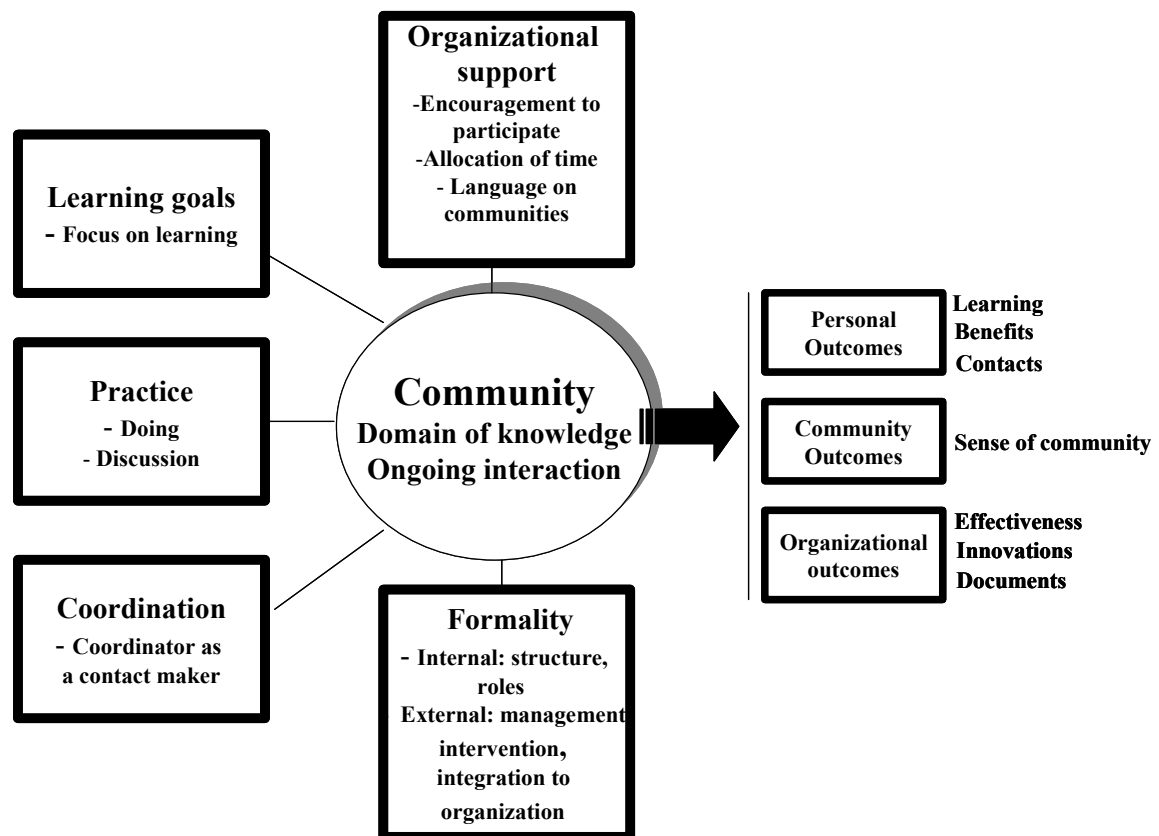 Organizational
support
-Encouragement to
participate
-Allocation of time
- Language on
communities
Learning goals
- Focus on learning
Practice
- Doing
- Discussion
Coordination
- Coordinator as
a contact maker
Community
Domain of knowledge
Ongoing interaction
Formality
- Internal: structure,
roles
External: management
intervention,
integration to
organization
Personal
Outcomes
Learning
Benefits
Contacts
Community
Outcomes
Sense of community
Organizational
outcomes
Effectiveness
Innovations
Documents